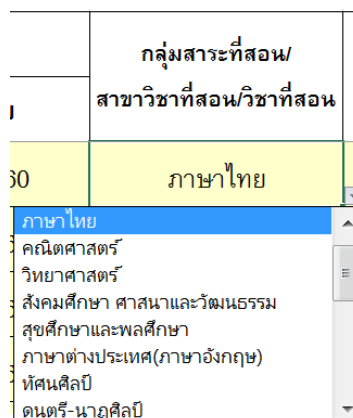 กลุ่มสาระที่สอน/
สาขาวิชาที่สอน/วิชาที่สอน
60
ภาษาไทย
ภาษาไทย
คณิตศาสตร์
วิทยาศาสตร์
สังคมศึกษา ศาสนาและวัฒนธรรม
สุขศึกษาและพลศึกษา
ภาษาต่างประเทศ(ภาษาอังกฤษ)
ทัศนศิลป์
ดนตรี-นาฏศิลป์